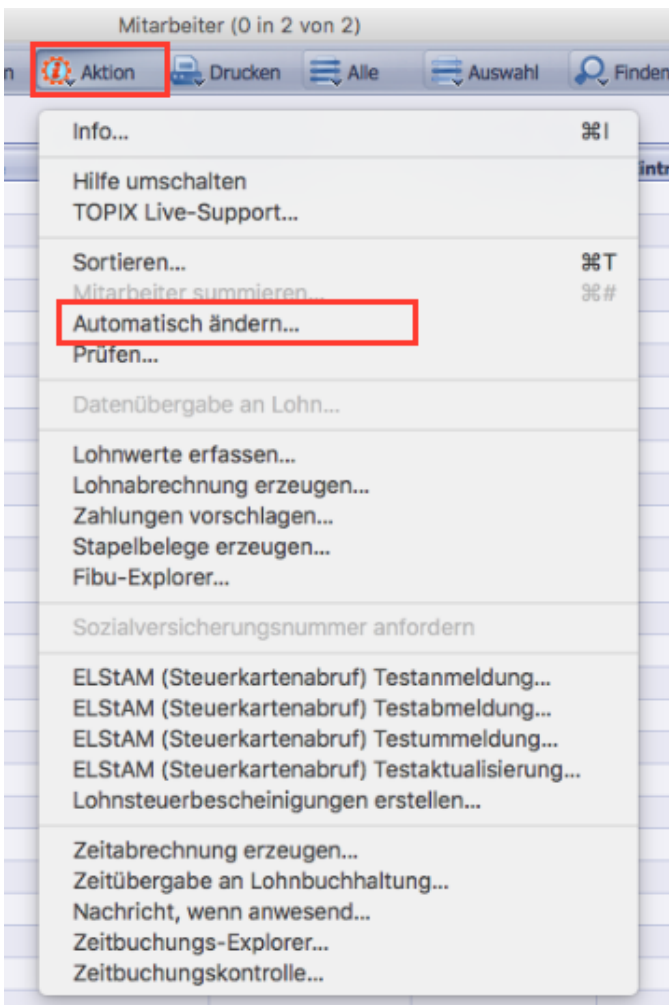 Mitarbeiter (0 in 2 von 2)
n Aktion Drucken Alle Auswahl Finden
Info... ⌘I
Hilfe umschalten
TOPIX Live-Support...
Sortieren... ⌘T
Mitarbeiter summieren... ⌘#
Automatisch ändern...
Prüfen...
Datenübergabe an Lohn...
Lohnwerte erfassen...
Lohnabrechnung erzeugen...
Zahlungen vorschlagen...
Stapelbelege erzeugen...
Fibu-Explorer...
Sozialversicherungsnummer anfordern
ELStAM (Steuerkartenabruf) Testanmeldung...
ELStAM (Steuerkartenabruf) Testabmeldung...
ELStAM (Steuerkartenabruf) Testummeldung...
ELStAM (Steuerkartenabruf) Testaktualisierung...
Lohnsteuerbescheinigungen erstellen...
Zeitabrechnung erzeugen...
Zeitübergabe an Lohnbuchhaltung...
Nachricht, wenn anwesend...
Zeitbuchungs-Explorer...
Zeitbuchungskontrolle...